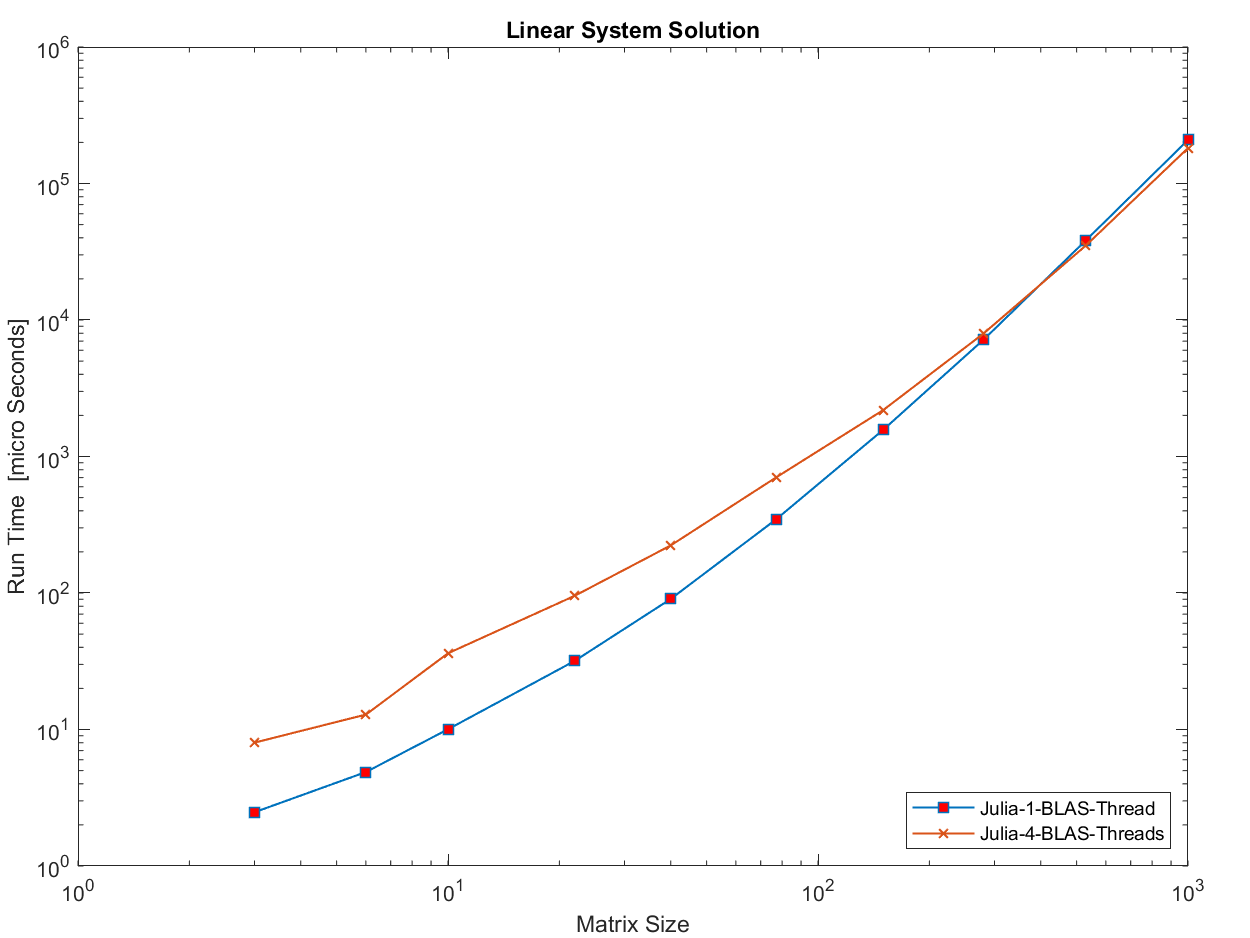 Linear System Solution
10^6
10^5
10^4
10^3
10^2
10^1
10^0
Run Time [micro Seconds]
10^0 10^1 10^2 10^3
Matrix Size
Julia-1-BLAS-Thread
Julia-4-BLAS-Threads